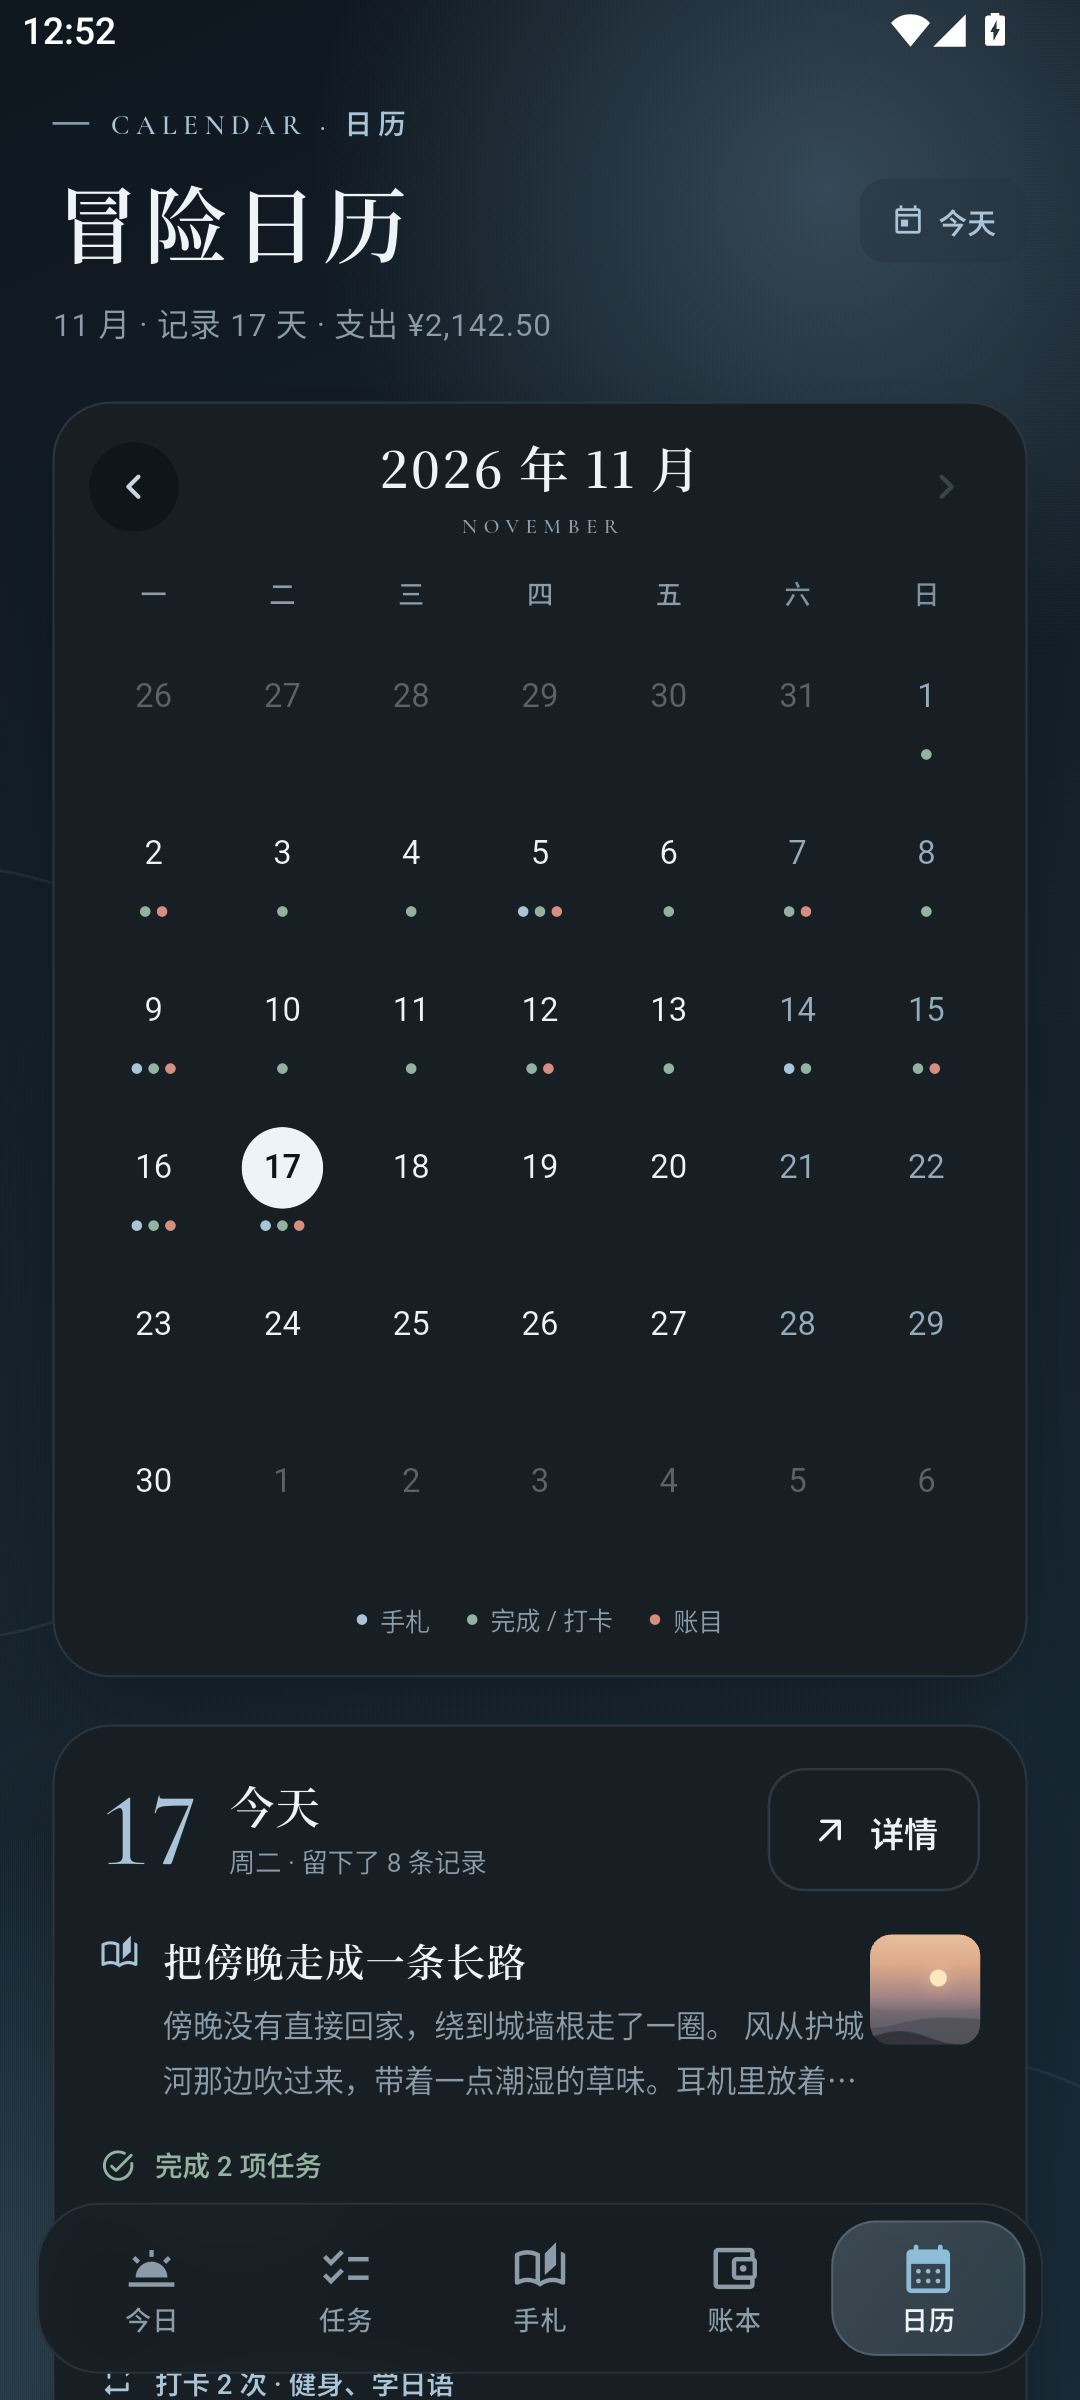 12:52
CALENDAR · 日历
冒险日历
今天
11 月 · 记录 17 天 · 支出 ¥2,142.50
2026 年 11 月
NOVEMBER
一 二 三 四 五 六 日
26 27 28 29 30 31 1
2 3 4 5 6 7 8
9 10 11 12 13 14 15
16 17 18 19 20 21 22
23 24 25 26 27 28 29
30 1 2 3 4 5 6
手札 完成 / 打卡 账目
17 今天
周二 · 留下了 8 条记录
详情
把傍晚走成一条长路
傍晚没有直接回家，绕到城墙根走了一圈。 风从护城
河那边吹过来，带着一点潮湿的草味。耳机里放着…
完成 2 项任务
今日 任务 手札 账本 日历
打卡 2 次 · 健身、学日语